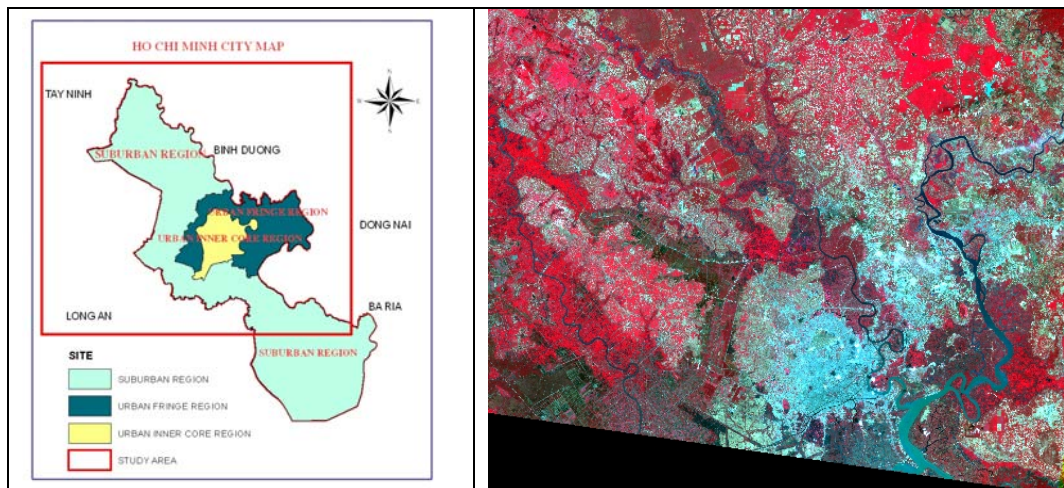 HO CHI MINH CITY MAP
TAY NINH
SUBURBAN REGION
BINH DUONG
URBAN FRINGE REGION
DONG NAI
URBAN INNER CORE REGION
BA RIA
LONG AN
SUBURBAN REGION
SITE
SUBURBAN REGION
URBAN FRINGE REGION
URBAN INNER CORE REGION
STUDY AREA